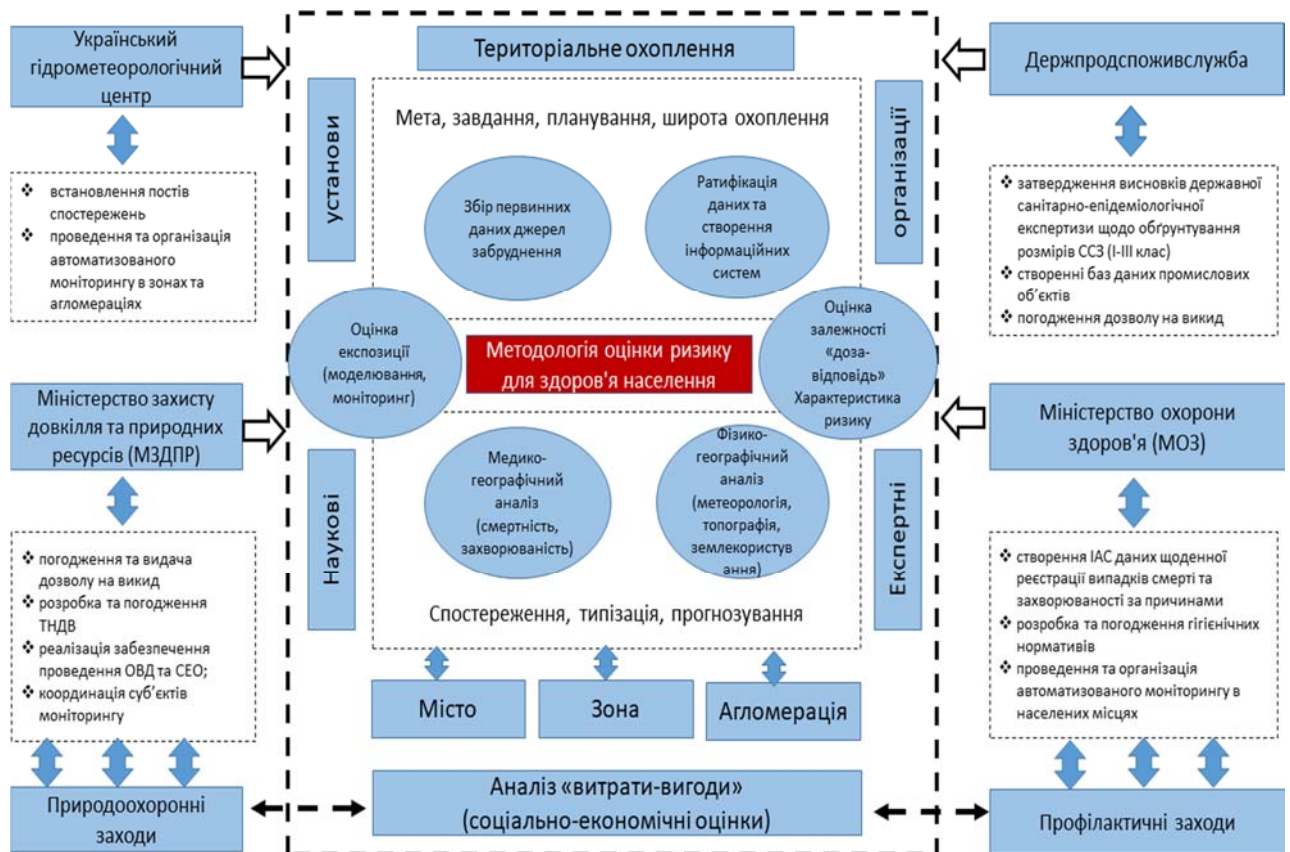 Український
гідрометеорологічний
центр
❖ встановлення постів
спостережень
❖ проведення та організація
автоматизованого
моніторингу в зонах та
агломераціях
Міністерство захисту
довкілля та природних
ресурсів (МЗДПР)
❖ погодження та видача
дозволу на викид
❖ розробка та погодження
ТНДВ
❖ реалізація забезпечення
проведення ОВД та СЕО;
❖ координація суб’єктів
моніторингу
Природоохоронні
заходи
Територіальне охоплення
установи
організації
Наукові
Експертні
Мета, завдання, планування, широта охоплення
Збір первинних
даних джерел
забруднення
Ратифікація
даних та
створення
інформаційних
систем
Оцінка
експозиції
(моделювання,
моніторинг)
Методологія оцінки ризику
для здоров'я населення
Оцінка
залежності
«доза-
відповідь»
Характеристика
ризику
Медико-
географічний
аналіз
(смертність,
захворюваність)
Фізико-
географічний
аналіз
(метеорологія,
топографія,
землекористув
ання)
Спостереження, типізація, прогнозування
Місто
Зона
Агломерація
Аналіз «витрати-вигоди»
(соціально-економічні оцінки)
Держпродспоживслужба
❖ затвердження висновків державної
санітарно-епідеміологічної
експертизи щодо обґрунтування
розмірів ССЗ (І-ІІІ клас)
❖ створенні баз даних промислових
об’єктів
❖ погодження дозволу на викид
Міністерство охорони
здоров'я (МОЗ)
❖ створення ІАС даних щоденної
реєстрації випадків смерті та
захворюваності за причинами
❖ розробка та погодження гігієнічних
нормативів
❖ проведення та організація
автоматизованого моніторингу в
населених місцях
Профілактичні заходи